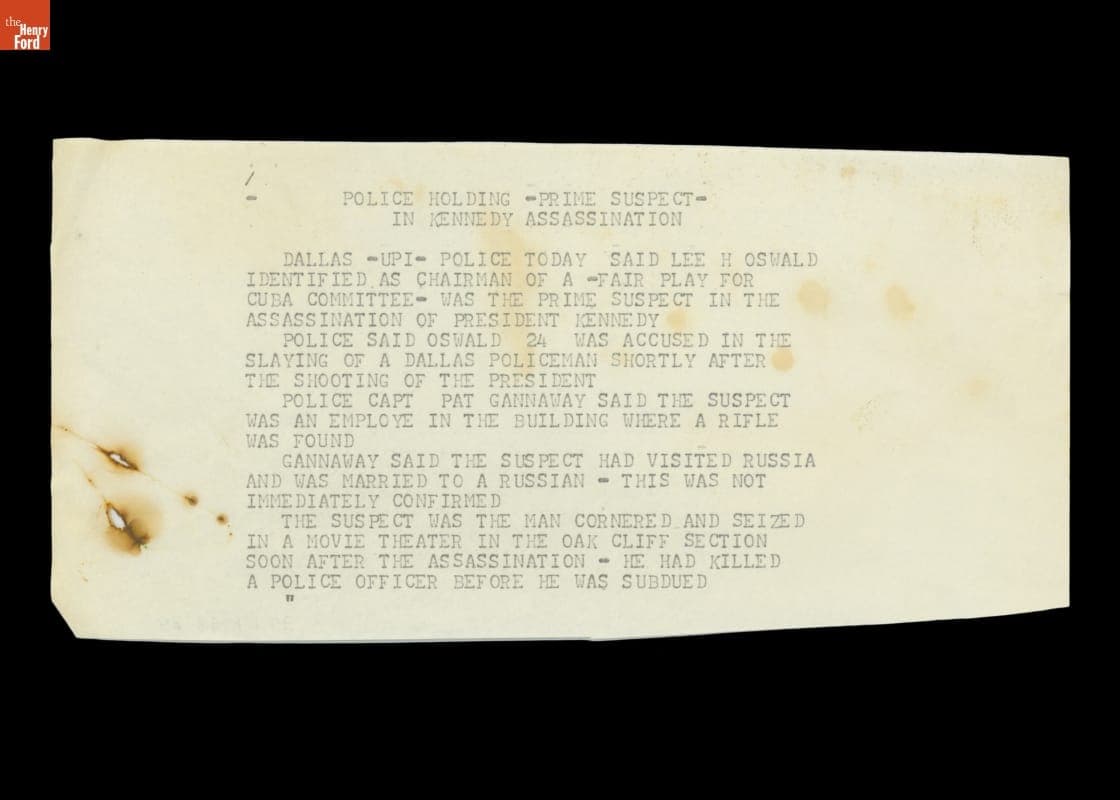 the
Henry
Ford
/
- POLICE HOLDING -PRIME SUSPECT-
IN KENNEDY ASSASSINATION
DALLAS -UPI- POLICE TODAY SAID LEE H OSWALD
IDENTIFIED AS CHAIRMAN OF A -FAIR PLAY FOR
CUBA COMMITTEE- WAS THE PRIME SUSPECT IN THE
ASSASSINATION OF PRESIDENT KENNEDY
POLICE SAID OSWALD 24 WAS ACCUSED IN THE
SLAYING OF A DALLAS POLICEMAN SHORTLY AFTER
THE SHOOTING OF THE PRESIDENT
POLICE CAPT PAT GANNAWAY SAID THE SUSPECT
WAS AN EMPLOYE IN THE BUILDING WHERE A RIFLE
WAS FOUND
GANNAWAY SAID THE SUSPECT HAD VISITED RUSSIA
AND WAS MARRIED TO A RUSSIAN - THIS WAS NOT
IMMEDIATELY CONFIRMED
THE SUSPECT WAS THE MAN CORNERED AND SEIZED
IN A MOVIE THEATER IN THE OAK CLIFF SECTION
SOON AFTER THE ASSASSINATION - HE HAD KILLED
A POLICE OFFICER BEFORE HE WAS SUBDUED
"